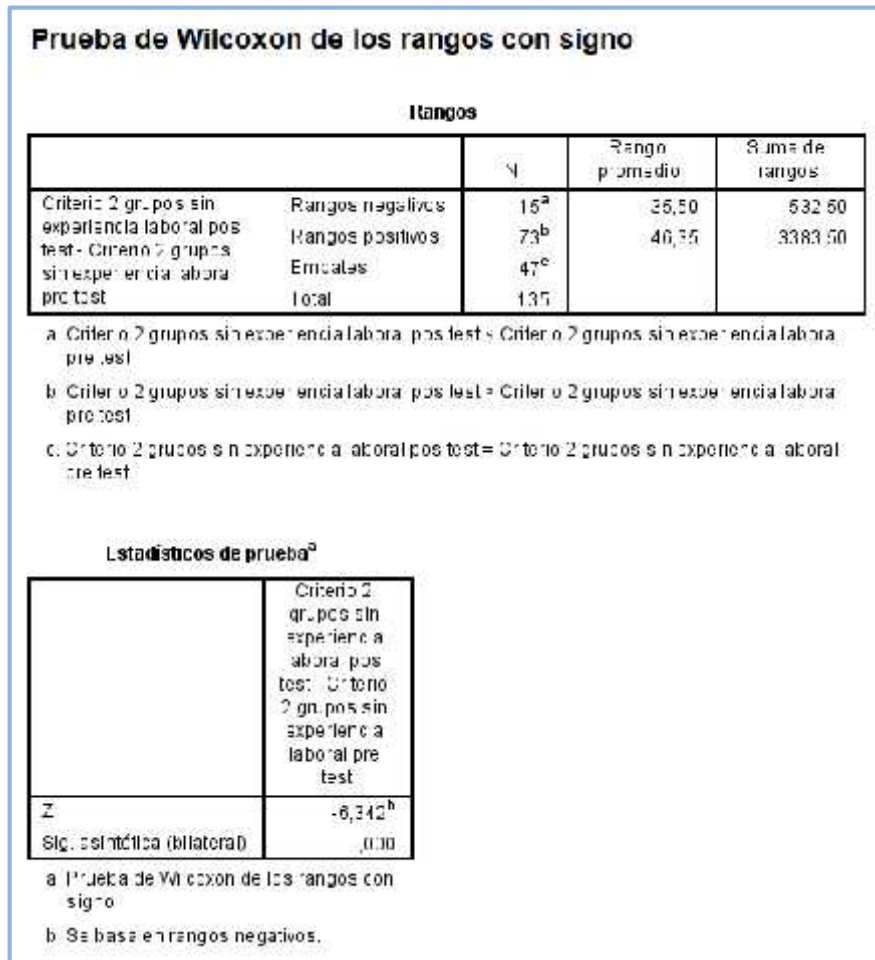 Prueba de Wilcoxon de los rangos con signo
Rangos
N Rango promedio Suma de rangos
Criterio 2 grupos sin experiencia laboral pos test - Criterio 2 grupos sin experiencia laboral pre test
Rangos negativos 15a 35,50 532,50
Rangos positivos 73b 46,35 3383,50
Empates 47c
Total 135
a. Criterio 2 grupos sin experiencia laboral pos test < Criterio 2 grupos sin experiencia laboral
pre test
b. Criterio 2 grupos sin experiencia laboral pos test > Criterio 2 grupos sin experiencia laboral
pre test
c. Criterio 2 grupos sin experiencia laboral pos test = Criterio 2 grupos sin experiencia laboral
pre test
Estadísticos de pruebaa
Criterio 2
grupos sin
experiencia
laboral pos
test - Criterio
2 grupos sin
experiencia
laboral pre
test
Z -6,342b
Sig. asintótica (bilateral) ,000
a. Prueba de Wilcoxon de los rangos con
signo
b. Se basa en rangos negativos.